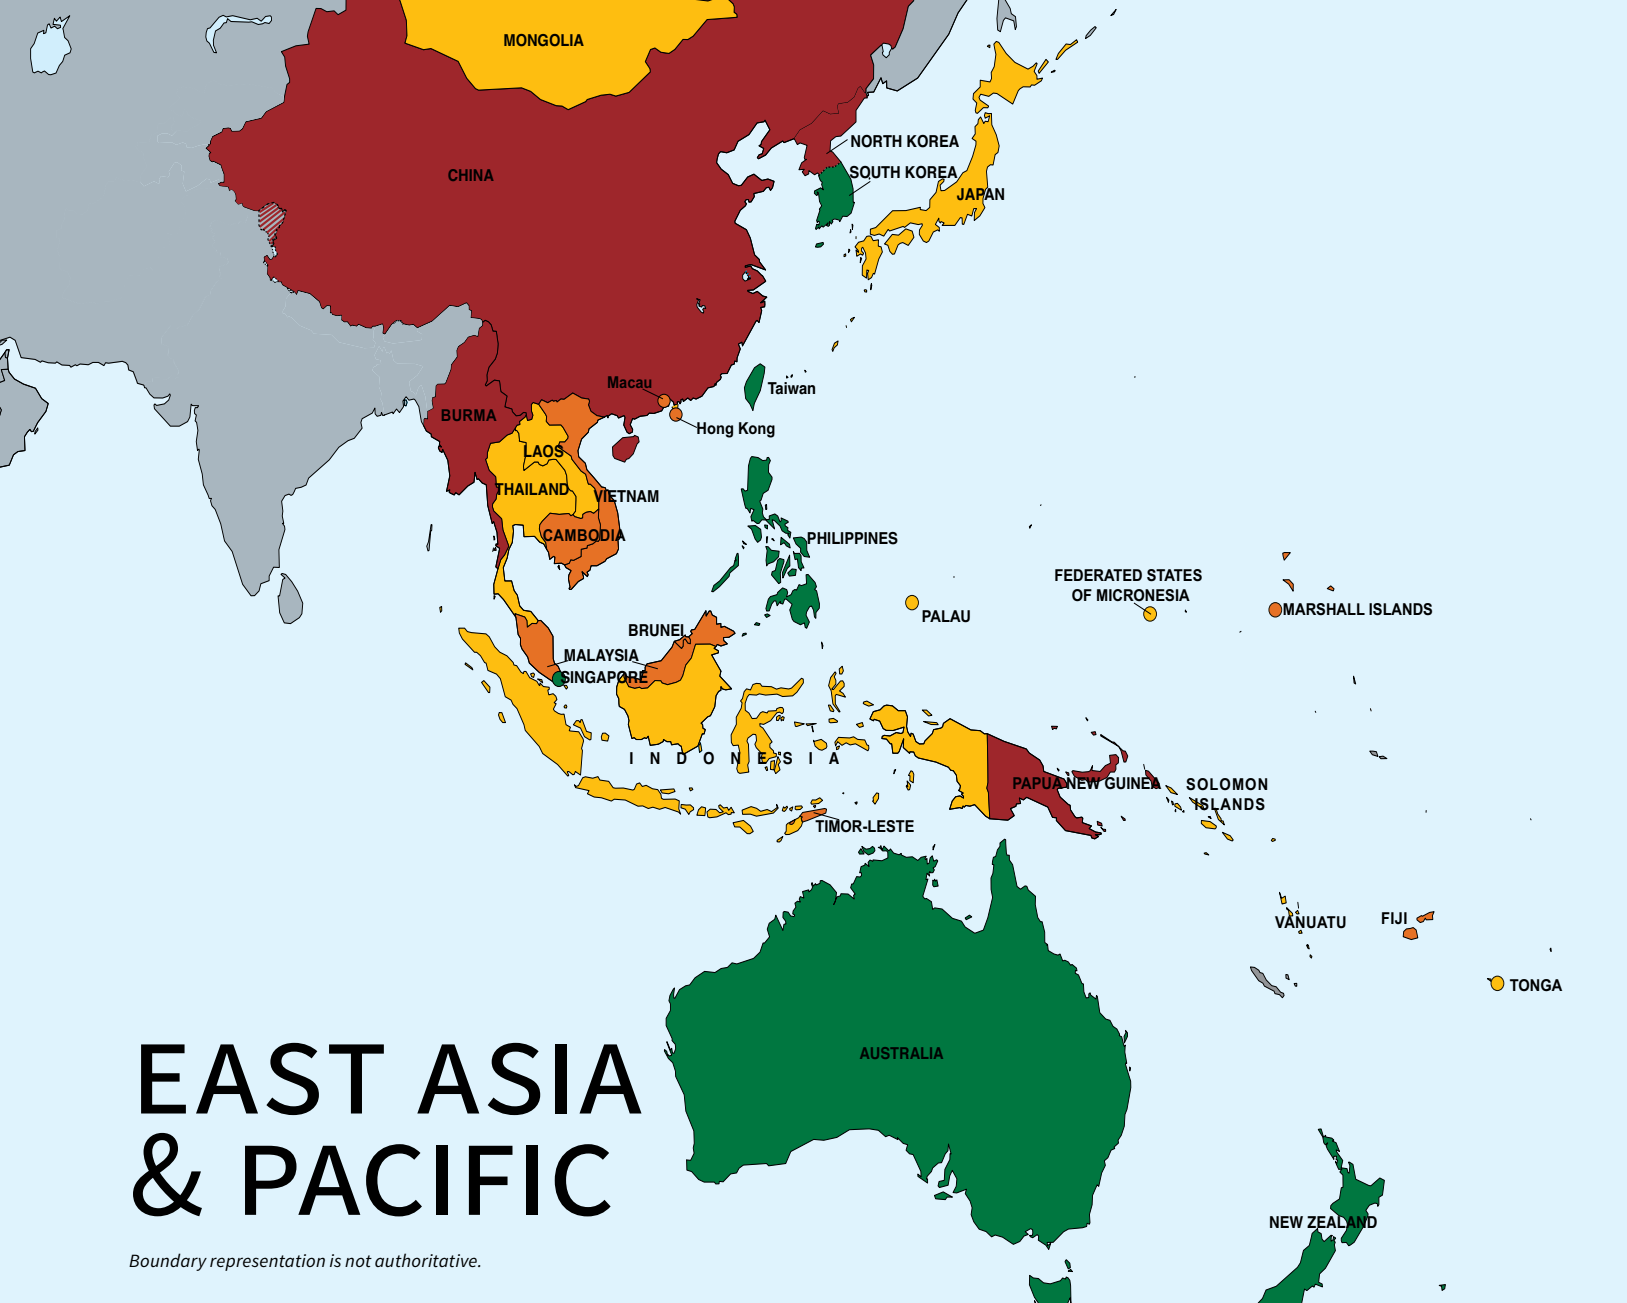 MONGOLIA
NORTH KOREA
SOUTH KOREA
CHINA
JAPAN
Macau
Taiwan
BURMA
Hong Kong
LAOS
THAILAND
VIETNAM
CAMBODIA
PHILIPPINES
FEDERATED STATES
OF MICRONESIA
MARSHALL ISLANDS
PALAU
BRUNEI
MALAYSIA
SINGAPORE
INDONESIA
PAPUA NEW GUINEA
SOLOMON
ISLANDS
TIMOR-LESTE
VANUATU
FIJI
TONGA
AUSTRALIA
EAST ASIA
& PACIFIC
NEW ZEALAND
Boundary representation is not authoritative.